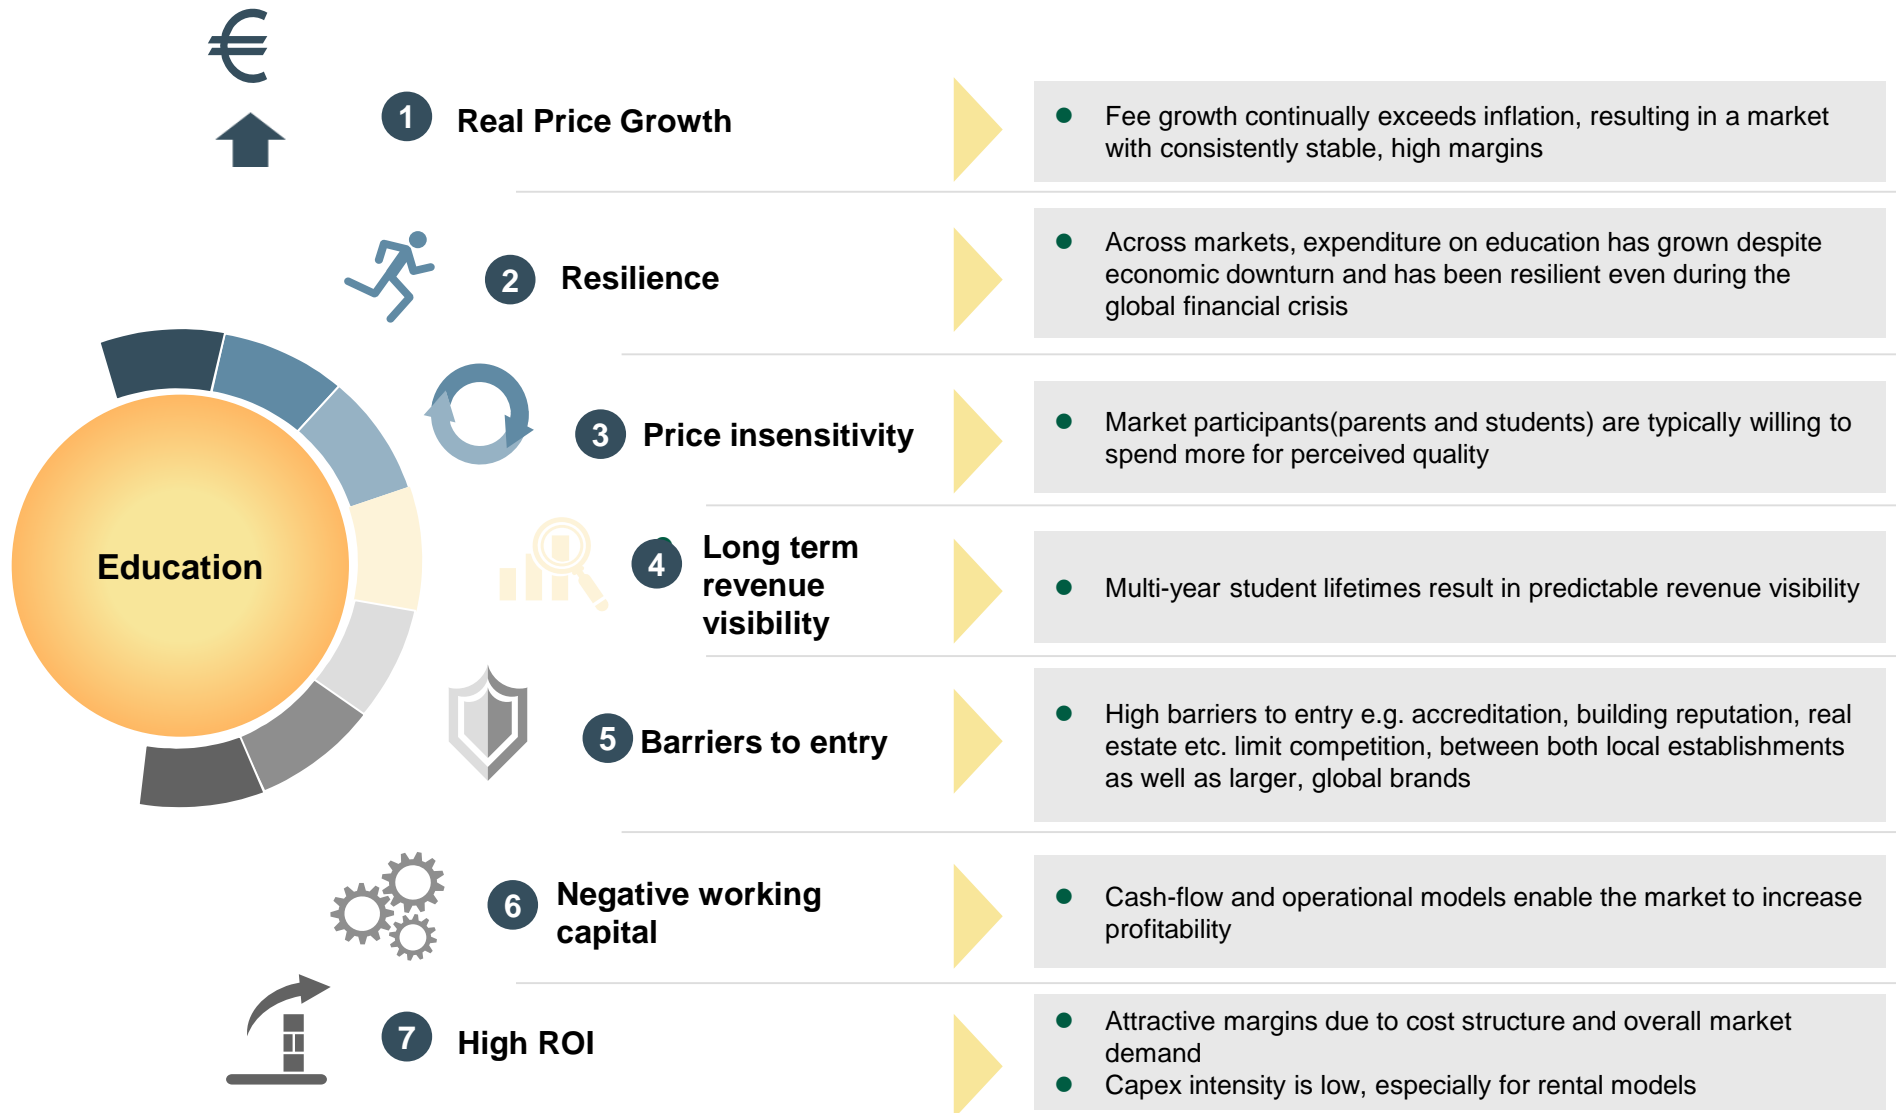 €
1
Real Price Growth
● Fee growth continually exceeds inflation, resulting in a market
with consistently stable, high margins
2
Resilience
● Across markets, expenditure on education has grown despite
economic downturn and has been resilient even during the
global financial crisis
3
Price insensitivity
● Market participants(parents and students) are typically willing to
spend more for perceived quality
Education
4
Long term
revenue
visibility
● Multi-year student lifetimes result in predictable revenue visibility
5
Barriers to entry
● High barriers to entry e.g. accreditation, building reputation, real
estate etc. limit competition, between both local establishments
as well as larger, global brands
6
Negative working
capital
● Cash-flow and operational models enable the market to increase
profitability
7
High ROI
● Attractive margins due to cost structure and overall market
demand
● Capex intensity is low, especially for rental models